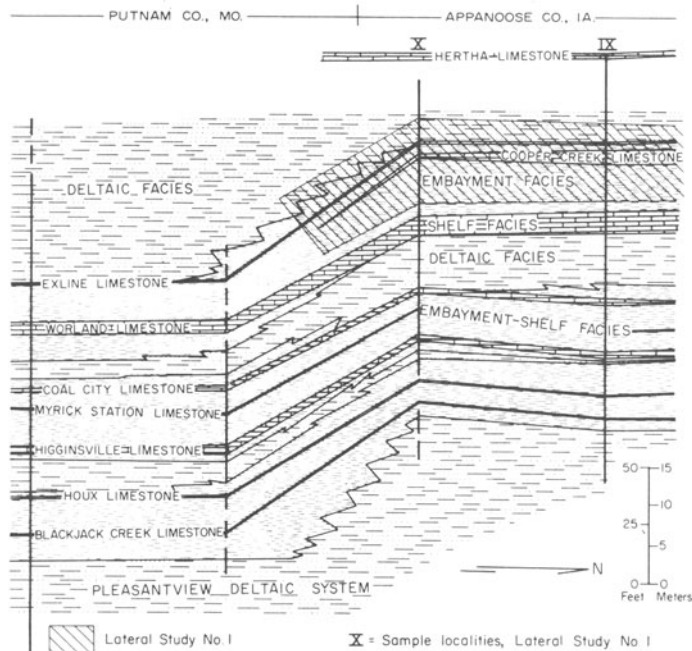 PUTNAM CO., MO.
APPANOOSE CO., IA.
X
IX
HERTHA LIMESTONE
COOPER CREEK LIMESTONE
DELTAIC FACIES
EMBAYMENT FACIES
SHELF FACIES
DELTAIC FACIES
EXLINE LIMESTONE
EMBAYMENT-SHELF FACIES
WORLAND LIMESTONE
COAL CITY LIMESTONE
MYRICK STATION LIMESTONE
HIGGINSVILLE LIMESTONE
HOUX LIMESTONE
BLACKJACK CREEK LIMESTONE
50 15
10
25
5
0 0
Feet Meters
N
PLEASANTVIEW DELTAIC SYSTEM
Lateral Study No. 1
X = Sample localities, Lateral Study No. 1